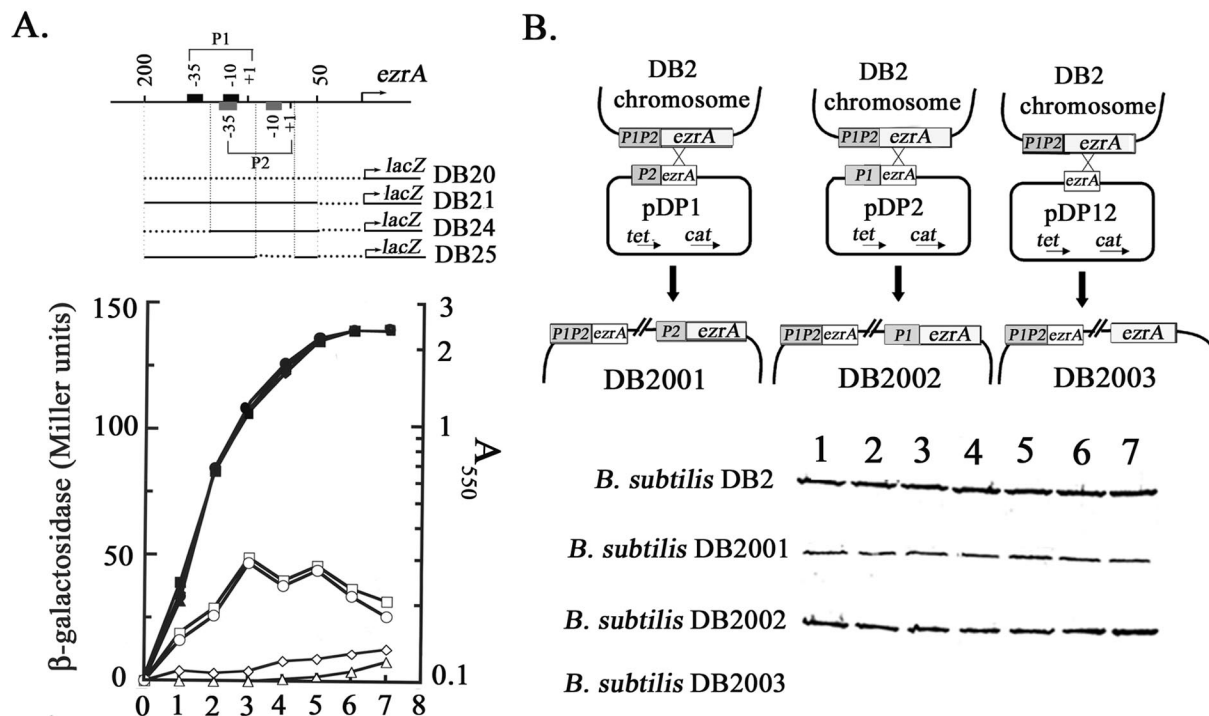 A.
P1
200
-35
-10
+1
50
ezrA
-35
-10
+1
P2
lacZ DB20
lacZ DB21
lacZ DB24
lacZ DB25
β-galactosidase (Miller units)
150
100
50
0
3
2
1
0.1
A550
0 1 2 3 4 5 6 7 8
B.
DB2 chromosome
P1P2 ezrA
P2 ezrA
pDP1
tet cat
P1P2 ezrA P2 ezrA
DB2001
DB2 chromosome
P1P2 ezrA
P1 ezrA
pDP2
tet cat
P1P2 ezrA P1 ezrA
DB2002
DB2 chromosome
P1P2 ezrA
ezrA
pDP12
tet cat
P1P2 ezrA ezrA
DB2003
1 2 3 4 5 6 7
B. subtilis DB2
B. subtilis DB2001
B. subtilis DB2002
B. subtilis DB2003